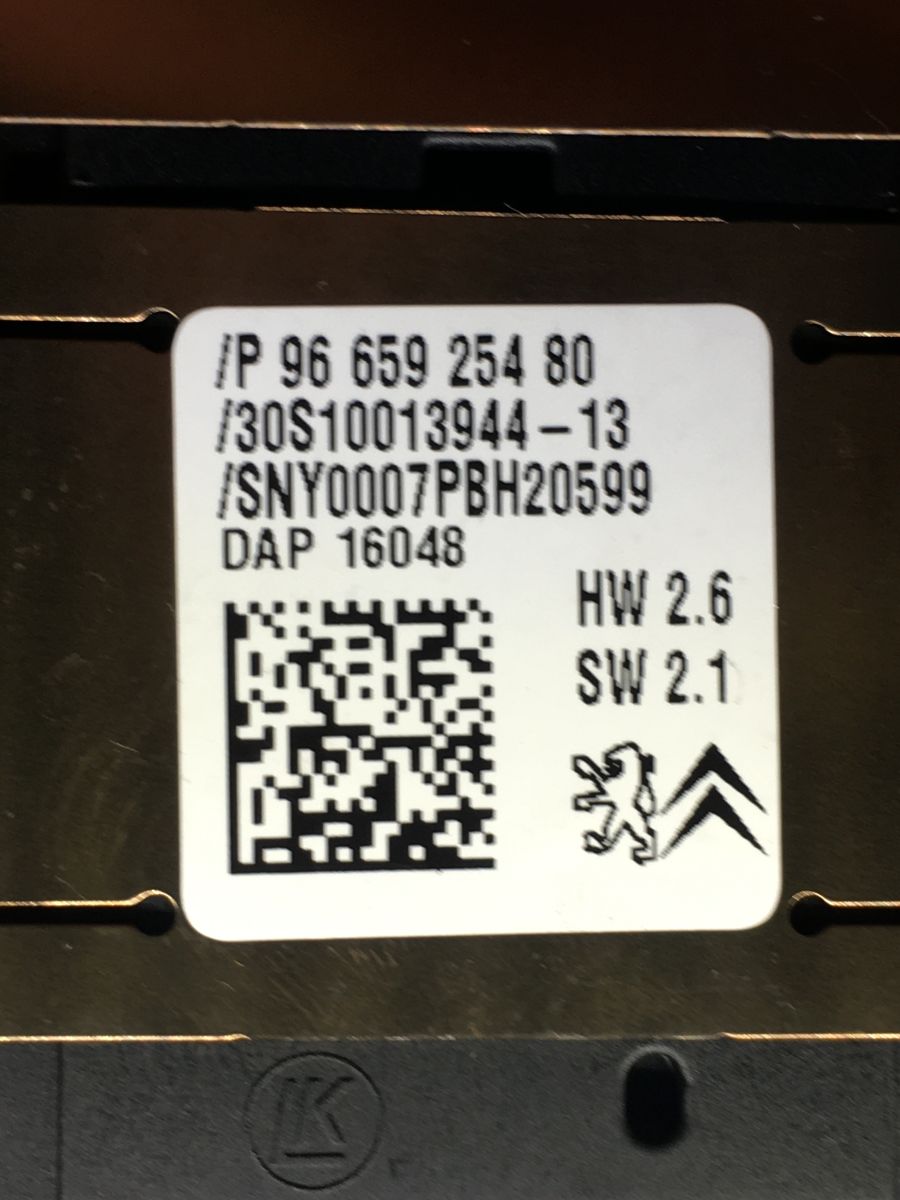 /P 96 659 254 80
/30S10013944-13
/SNY0007PBH20599
DAP 16048
HW 2.6
SW 2.1
K